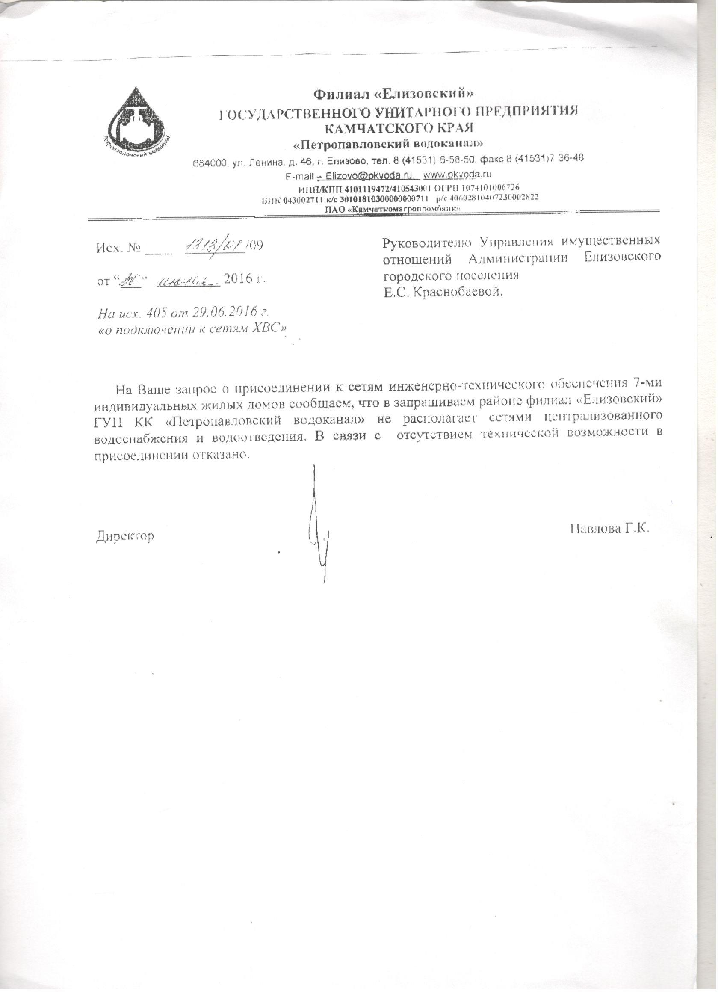 Филиал «Елизовский»
ГОСУДАРСТВЕННОГО УНИТАРНОГО ПРЕДПРИЯТИЯ
КАМЧАТСКОГО КРАЯ
«Петропавловский водоканал»
684000, ул. Ленина, д. 46, г. Елизово, тел. 8 (41531) 6-58-50, факс 8 (41531)7 36-48
E-mail – Elizovo@pkvoda.ru. www.pkvoda.ru
ИНН/КПП 4101119472/410543001 ОГРН 1074101006726
БИК 043002711 к/с 30101810300000000711 р/с 40602810407230002822
ПАО «Камчаткомагропромбанк»
Петропавловский водоканал
Исх. № /09
от “ “ 2016 г.
На исх. 405 от 29.06.2016 г.
«о подключении к сетям ХВС»
Руководителю Управления имущественных
отношений Администрации Елизовского
городского поселения
Е.С. Краснобаевой.
На Ваше запрос о присоединении к сетям инженерно-технического обеспечения 7-ми
индивидуальных жилых домов сообщаем, что в запрашиваем районе филиал «Елизовский»
ГУП КК «Петропавловский водоканал» не располагает сетями централизованного
водоснабжения и водоотведения. В связи с отсутствием технической возможности в
присоединении отказано.
Директор Павлова Г.К.